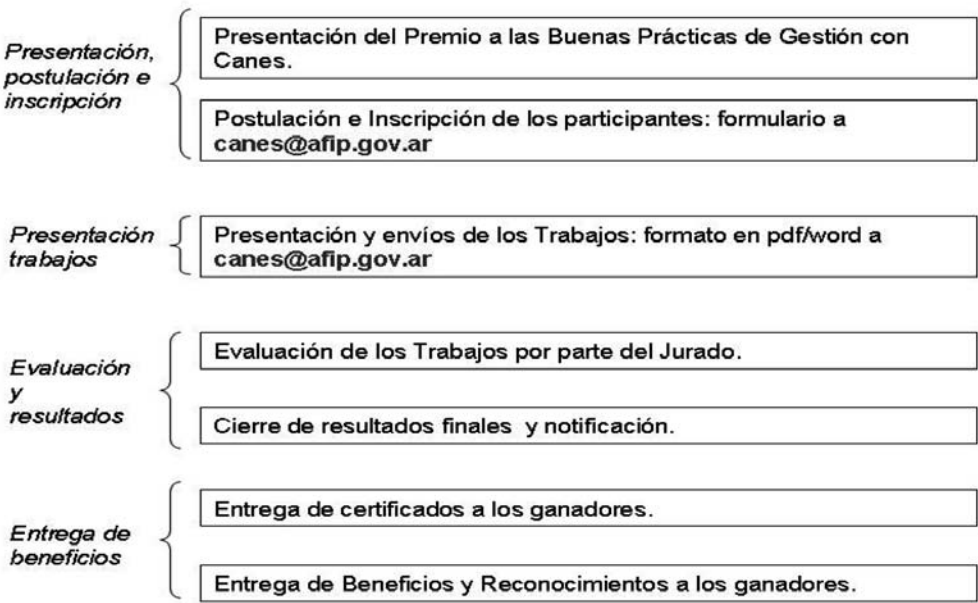 Presentación,
postulación e
inscripción
Presentación del Premio a las Buenas Prácticas de Gestión con
Canes.
Postulación e Inscripción de los participantes: formulario a
canes@afip.gov.ar
Presentación
trabajos
Presentación y envíos de los Trabajos: formato en pdf/word a
canes@afip.gov.ar
Evaluación
y
resultados
Evaluación de los Trabajos por parte del Jurado.
Cierre de resultados finales y notificación.
Entrega de
beneficios
Entrega de certificados a los ganadores.
Entrega de Beneficios y Reconocimientos a los ganadores.